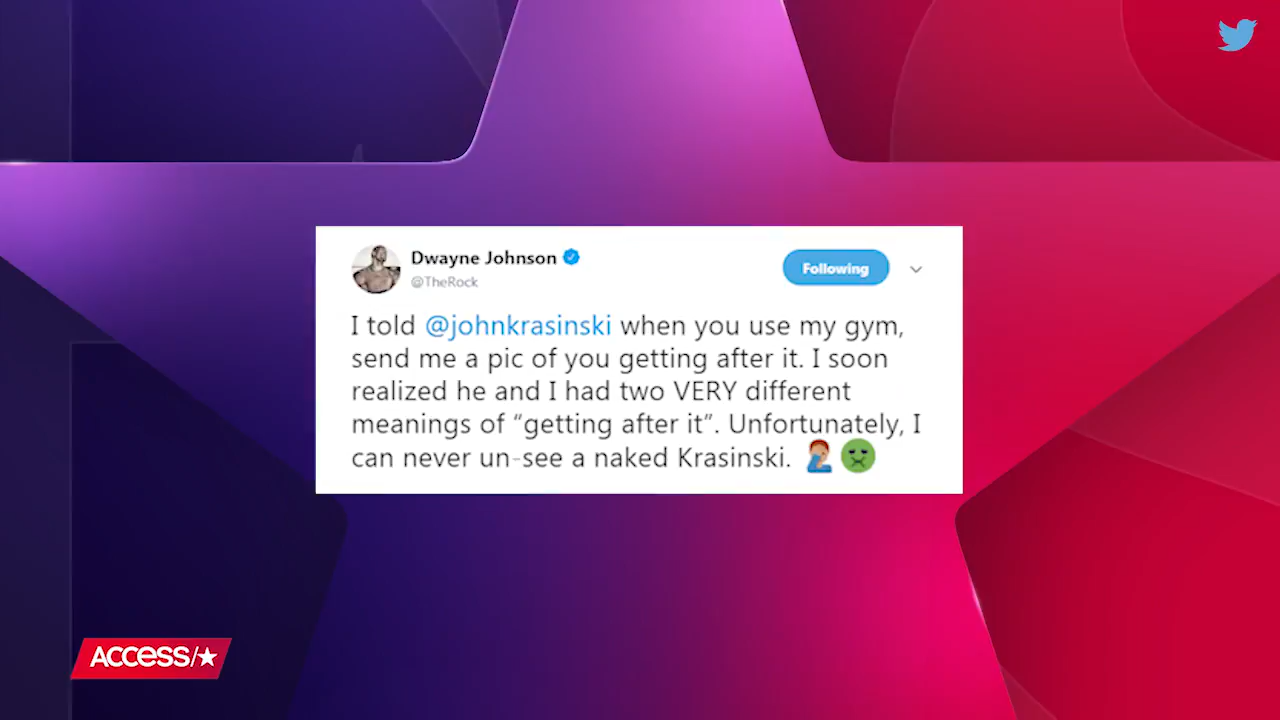 Dwayne Johnson
@TheRock
Following
I told @johnkrasinski when you use my gym,
send me a pic of you getting after it. I soon
realized he and I had two VERY different
meanings of “getting after it”. Unfortunately, I
can never un-see a naked Krasinski. 🤦🏽‍♂️🤢
ACCESS/★